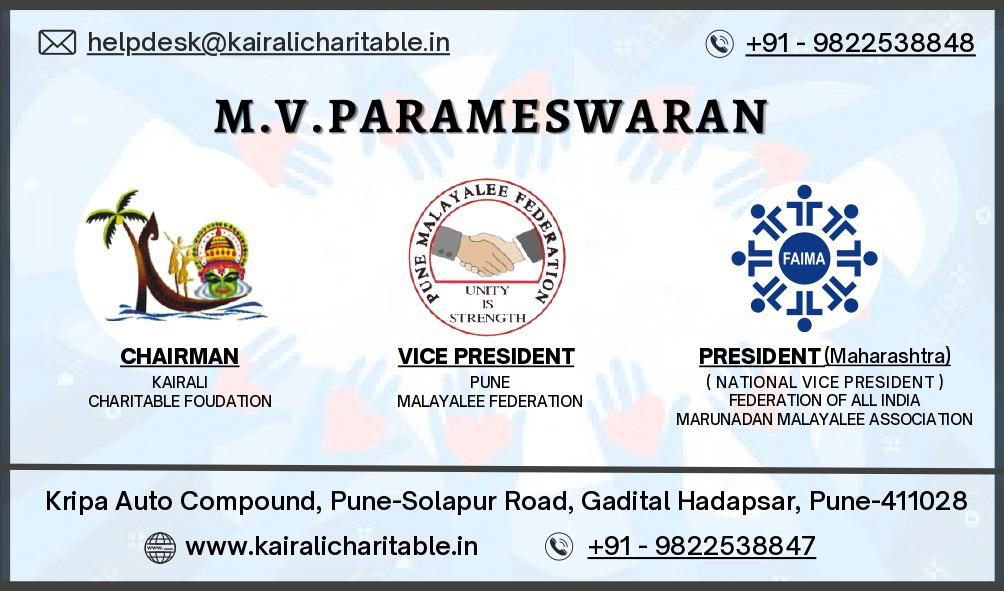 helpdesk@kairalicharitable.in
+91 - 9822538848
M.V.PARAMESWARAN
PUNE MALAYALEE FEDERATION
UNITY
IS
STRENGTH
FAIMA
CHAIRMAN
KAIRALI
CHARITABLE FOUDATION
VICE PRESIDENT
PUNE
MALAYALEE FEDERATION
PRESIDENT(Maharashtra)
( NATIONAL VICE PRESIDENT )
FEDERATION OF ALL INDIA
MARUNADAN MALAYALEE ASSOCIATION
Kripa Auto Compound, Pune-Solapur Road, Gadital Hadapsar, Pune-411028
www.kairalicharitable.in
+91 - 9822538847